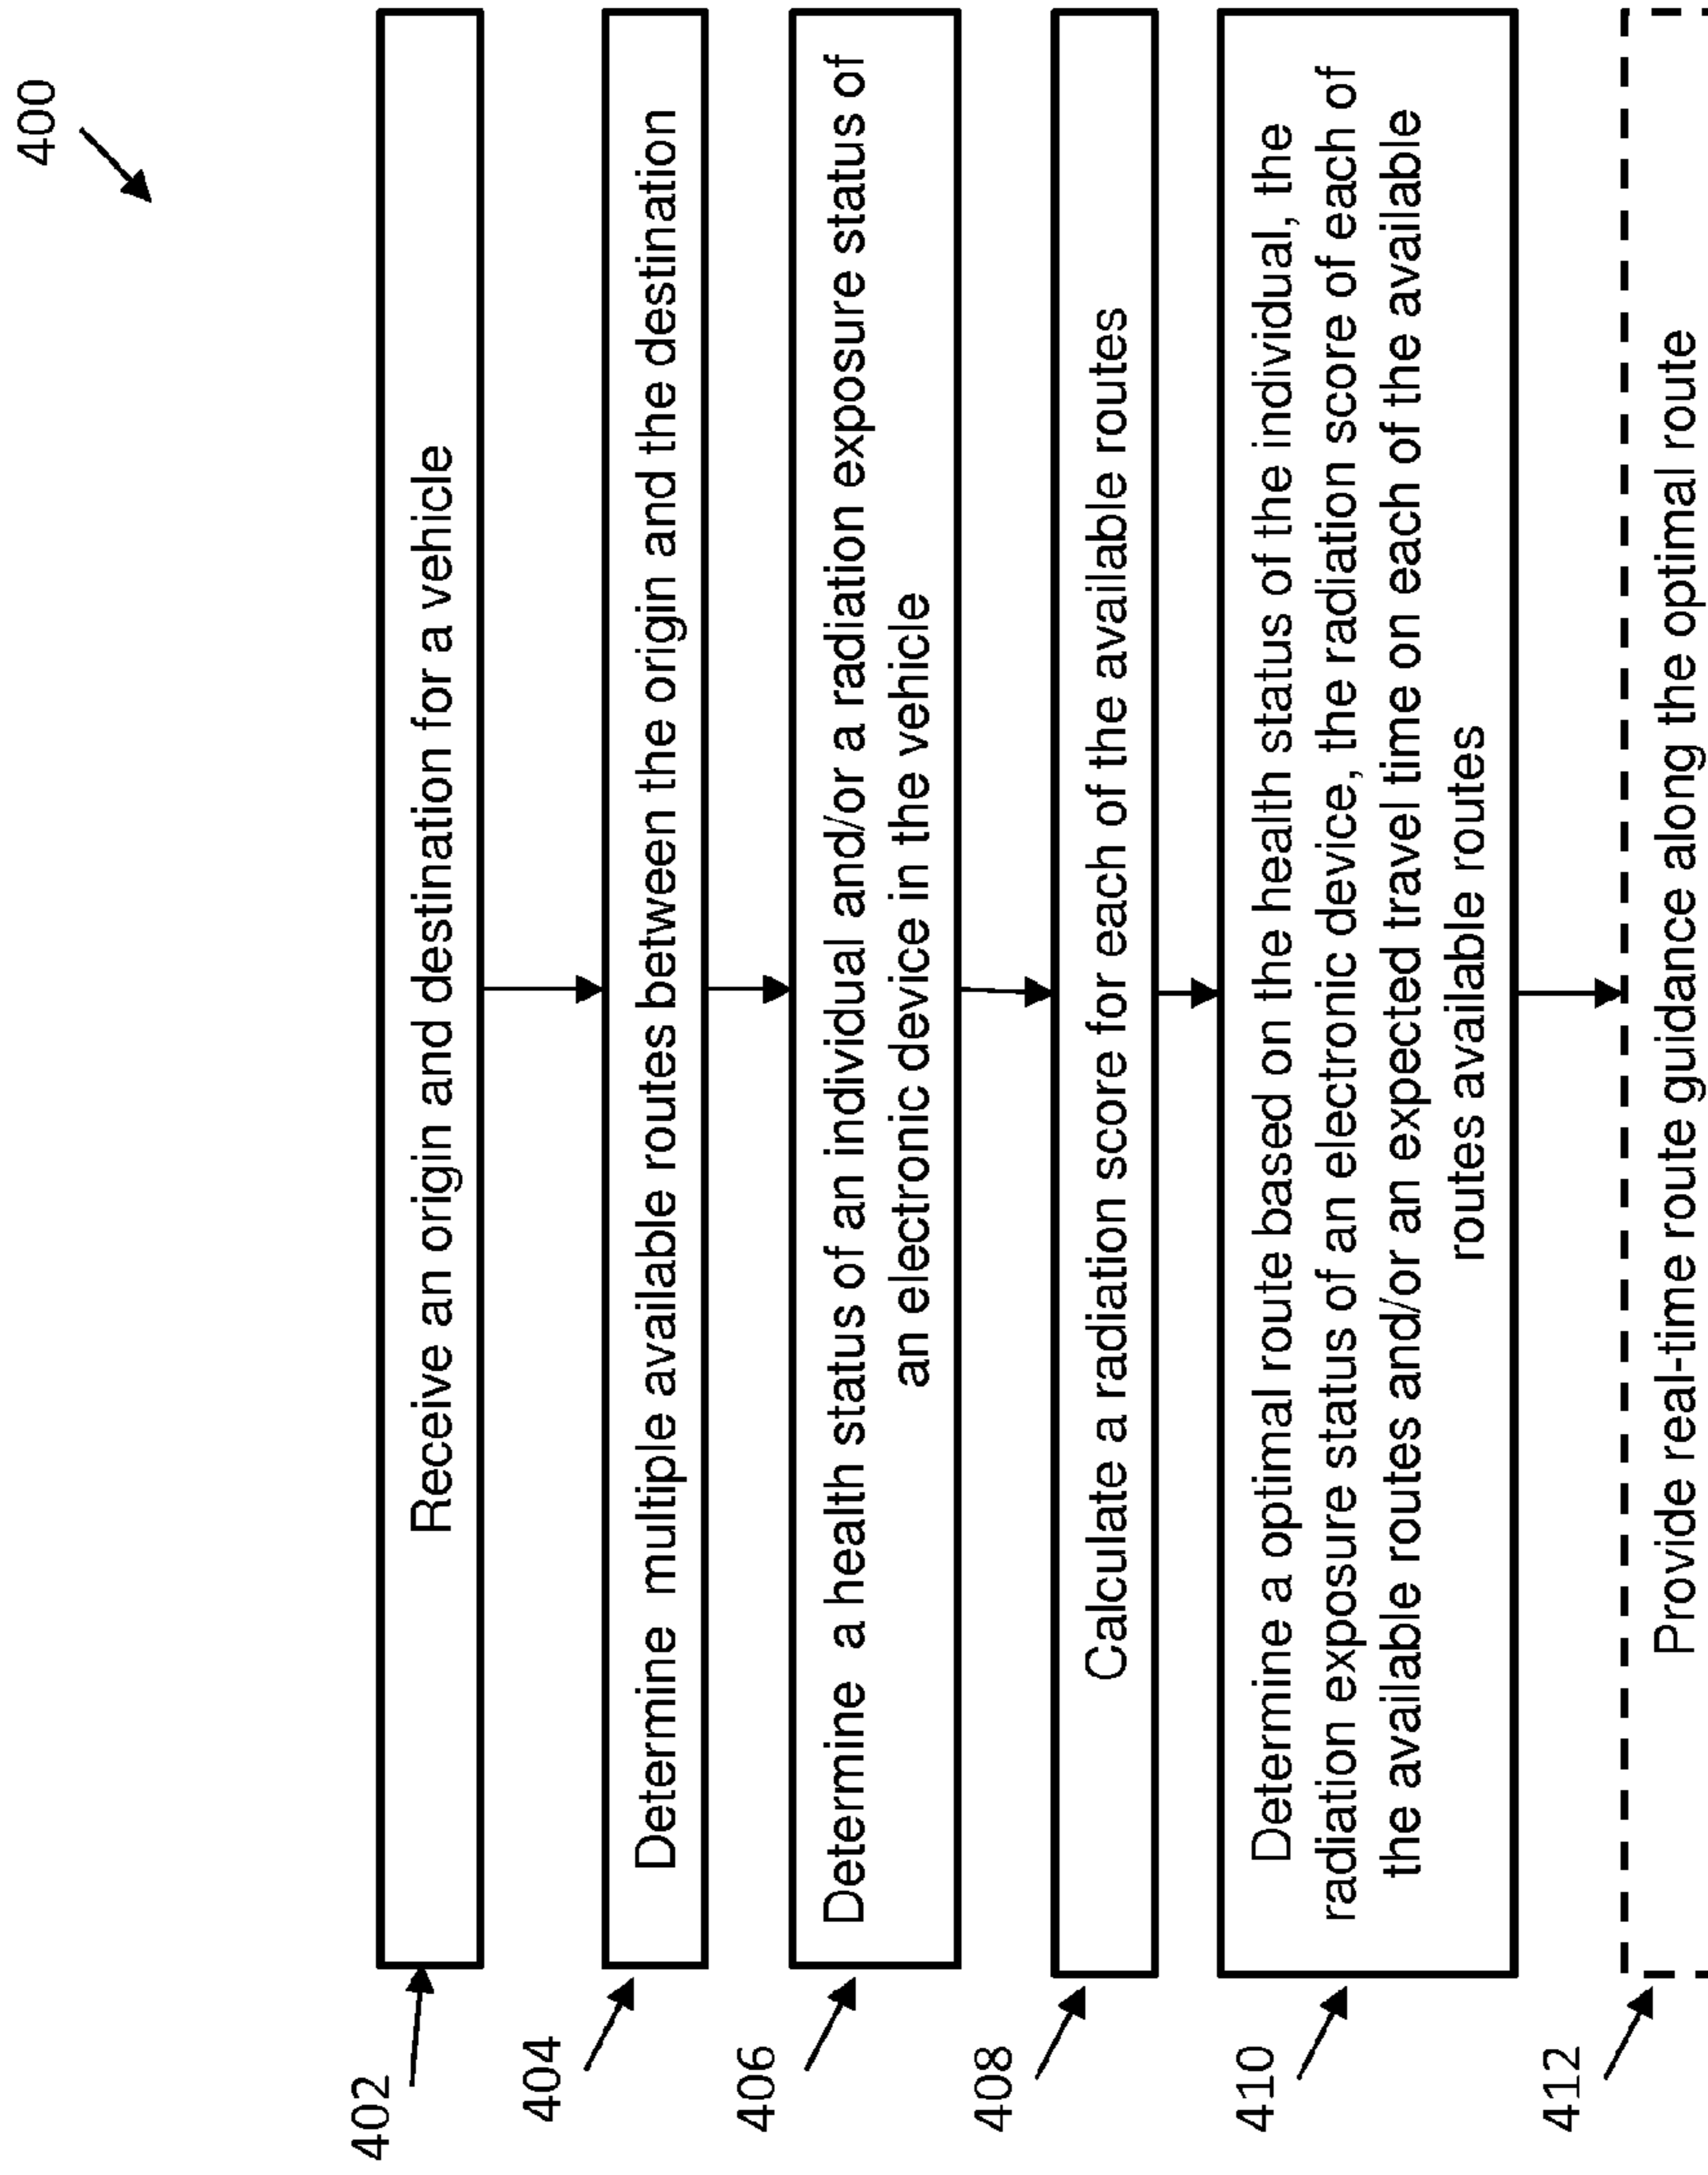 400
402
Receive an origin and destination for a vehicle
404
Determine multiple available routes between the origin and the destination
406
Determine a health status of an individual and/or a radiation exposure status of
an electronic device in the vehicle
408
Calculate a radiation score for each of the available routes
410
Determine a optimal route based on the health status of the individual, the
radiation exposure status of an electronic device, the radiation score of each of
the available routes and/or an expected travel time on each of the available
routes available routes
412
Provide real-time route guidance along the optimal route